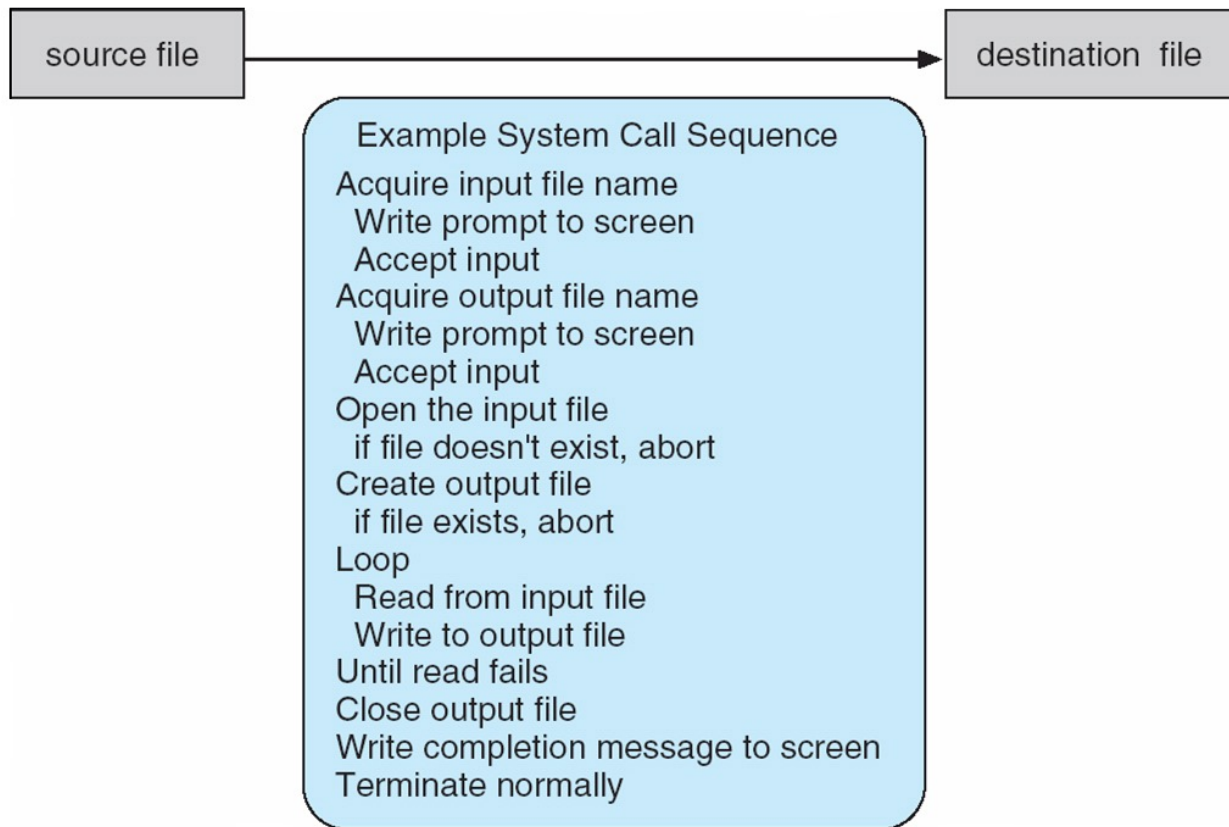 source file
destination file
Example System Call Sequence
Acquire input file name
Write prompt to screen
Accept input
Acquire output file name
Write prompt to screen
Accept input
Open the input file
if file doesn't exist, abort
Create output file
if file exists, abort
Loop
Read from input file
Write to output file
Until read fails
Close output file
Write completion message to screen
Terminate normally